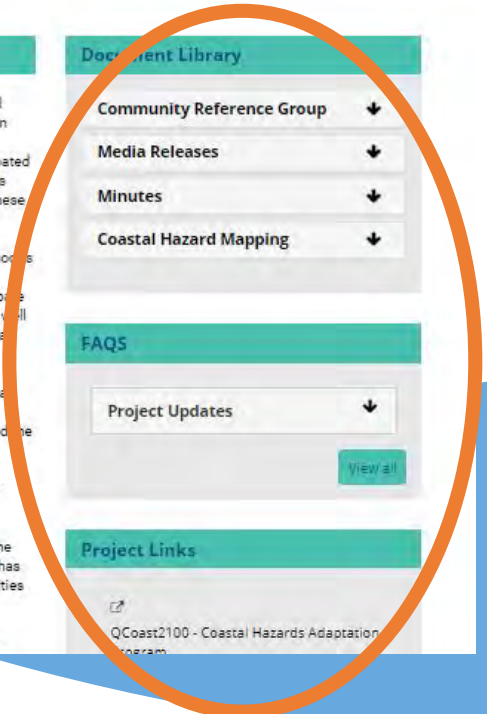 Document Library
Community Reference Group
Media Releases
Minutes
Coastal Hazard Mapping
FAQS
Project Updates
View all
Project Links
QCoast2100 - Coastal Hazards Adaptation
Program